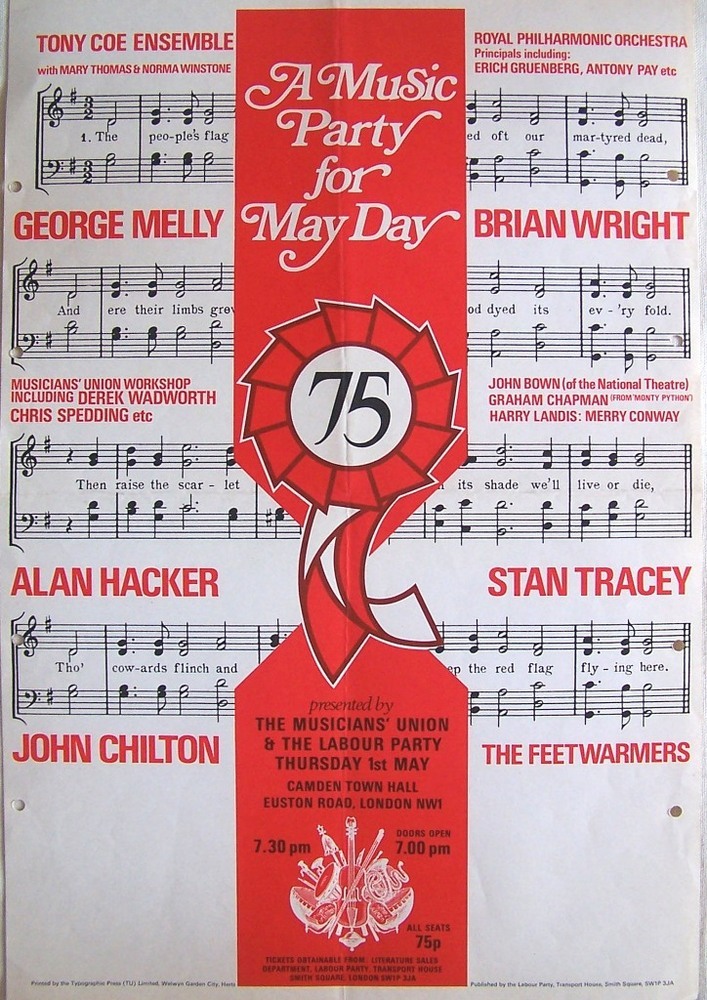 TONY COE ENSEMBLE
with MARY THOMAS & NORMA WINSTONE
ROYAL PHILHARMONIC ORCHESTRA
Principals including:
ERICH GRUENBERG, ANTONY PAY etc
A Music
Party
for
May Day
1. The peo-ple's flag
ed oft our mar-tyred dead,
GEORGE MELLY
BRIAN WRIGHT
And ere their limbs grow
od dyed its ev-'ry fold.
MUSICIANS' UNION WORKSHOP
INCLUDING DEREK WADWORTH
CHRIS SPEDDING etc
75
JOHN BOWN (of the National Theatre)
GRAHAM CHAPMAN (FROM 'MONTY PYTHON')
HARRY LANDIS: MERRY CONWAY
Then raise the scar - let
its shade we'll live or die,
ALAN HACKER
STAN TRACEY
Tho' cow-ards flinch and
ep the red flag fly - ing here.
JOHN CHILTON
THE FEETWARMERS
presented by
THE MUSICIANS' UNION
& THE LABOUR PARTY
THURSDAY 1st MAY
CAMDEN TOWN HALL
EUSTON ROAD, LONDON NW1
7.30 pm
DOORS OPEN
7.00 pm
ALL SEATS
75p
TICKETS OBTAINABLE FROM: LITERATURE SALES
DEPARTMENT, LABOUR PARTY, TRANSPORT HOUSE
SMITH SQUARE, LONDON SW1P 3JA
Printed by the Typographic Press (TU) Limited, Welwyn Garden City, Herts
Published by the Labour Party, Transport House, Smith Square, SW1P 3JA